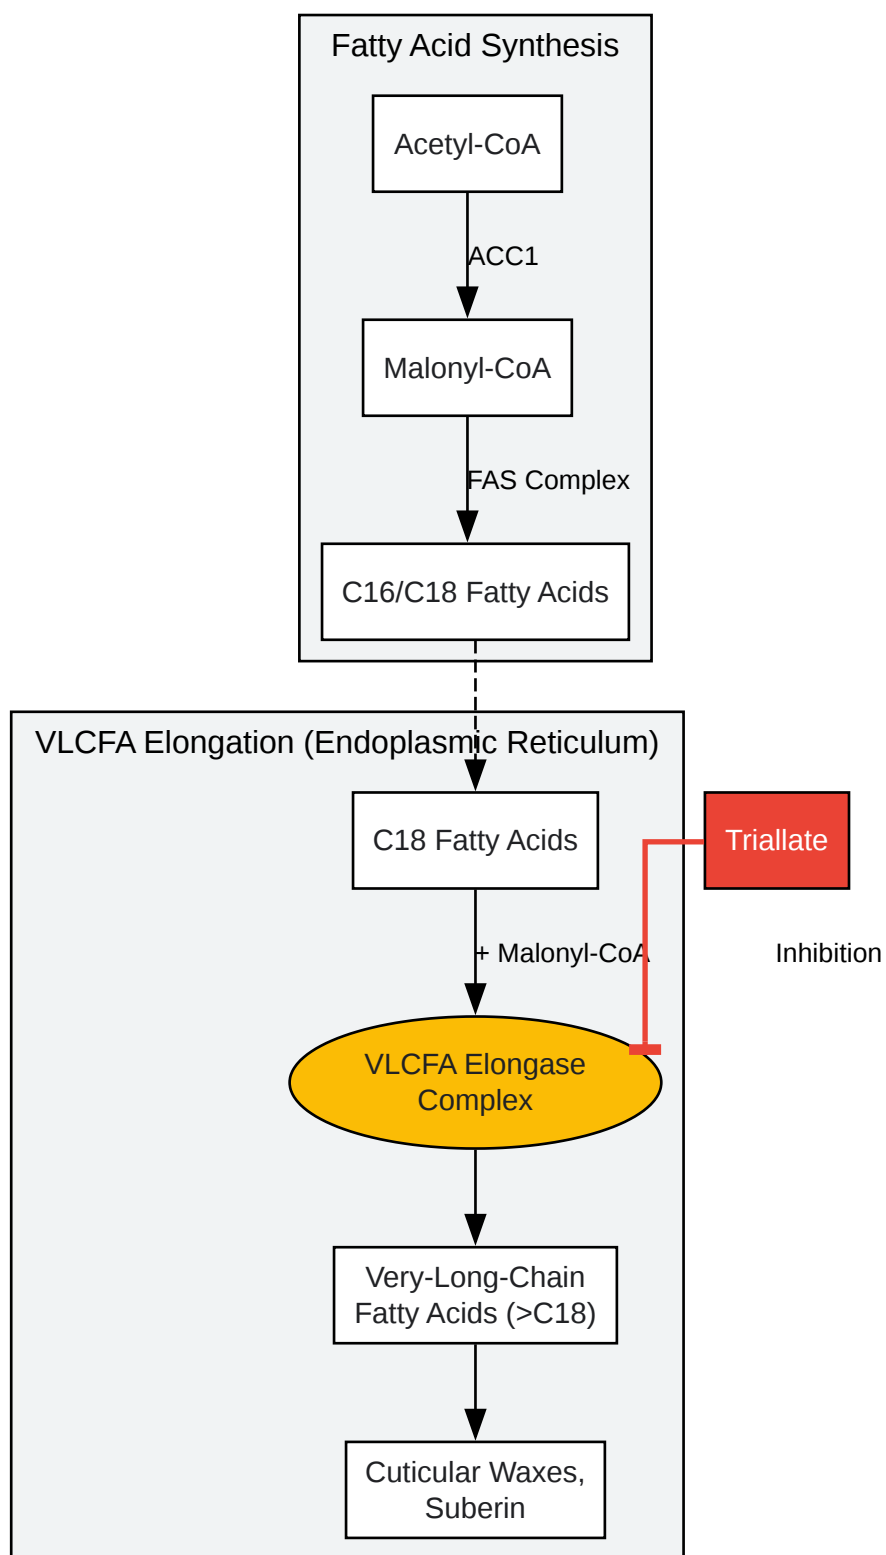 Fatty Acid Synthesis
Acetyl-CoA
ACC1
Malonyl-CoA
FAS Complex
C16/C18 Fatty Acids
VLCFA Elongation (Endoplasmic Reticulum)
C18 Fatty Acids
Triallate
+ Malonyl-CoA
Inhibition
VLCFA Elongase
Complex
Very-Long-Chain
Fatty Acids (>C18)
Cuticular Waxes,
Suberin